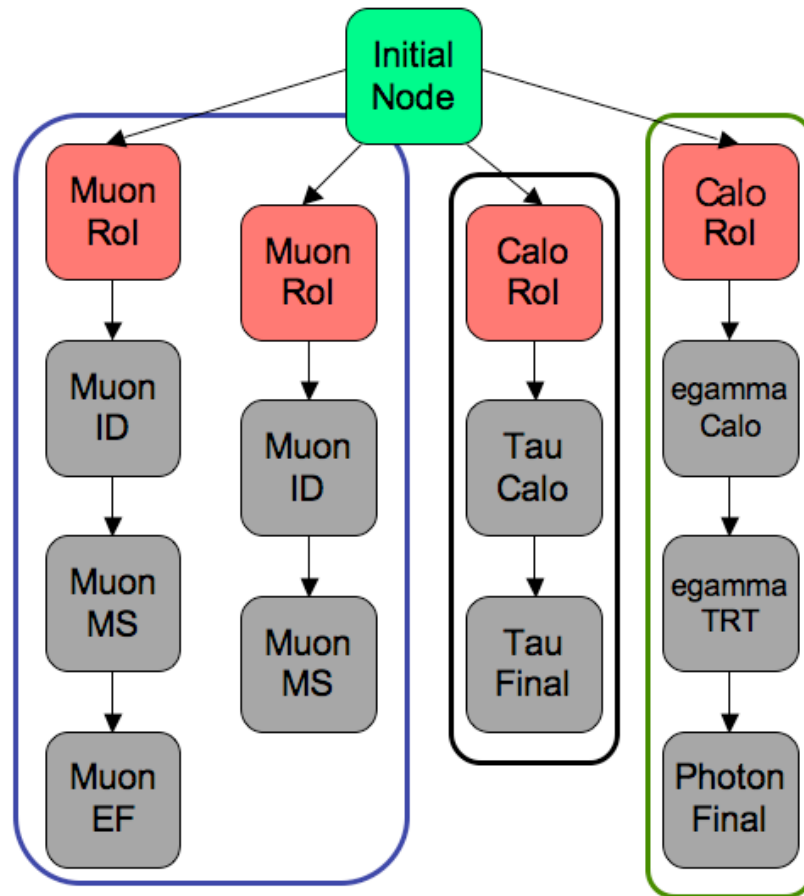 Initial
Node
Muon
RoI
Muon
ID
Muon
MS
Muon
EF
Muon
RoI
Muon
ID
Muon
MS
Calo
RoI
Tau
Calo
Tau
Final
Calo
RoI
egamma
Calo
egamma
TRT
Photon
Final